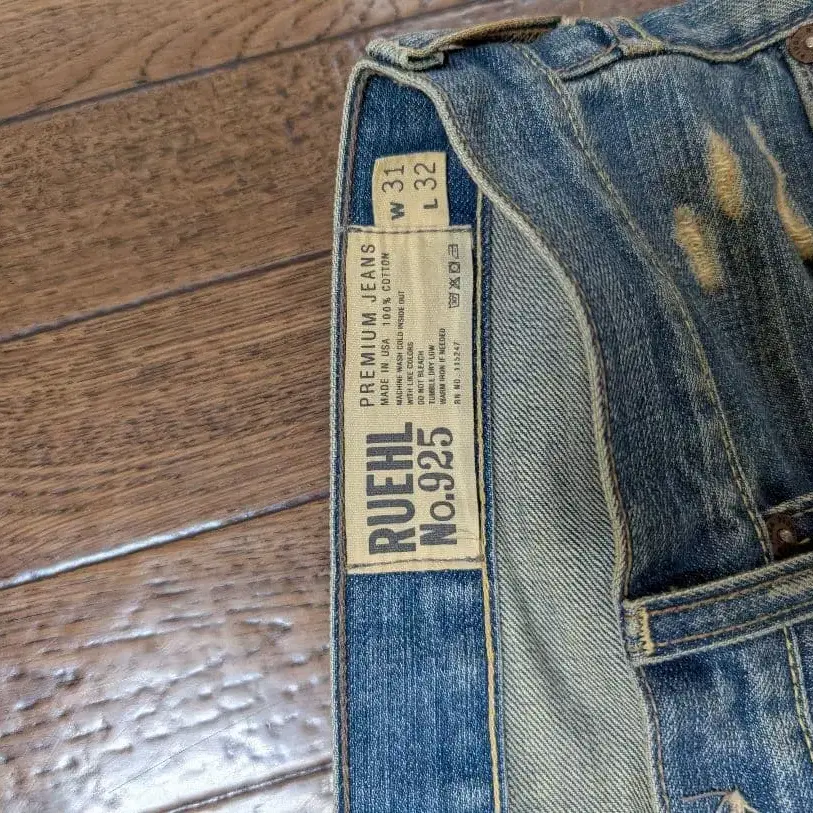 W 31
L 32
RUEHL
No.925
PREMIUM JEANS
MADE IN USA 100% COTTON
MACHINE WASH COLD INSIDE OUT
WITH LIKE COLORS
DO NOT BLEACH
TUMBLE DRY LOW
WARM IRON IF NEEDED
RN NO. 115247